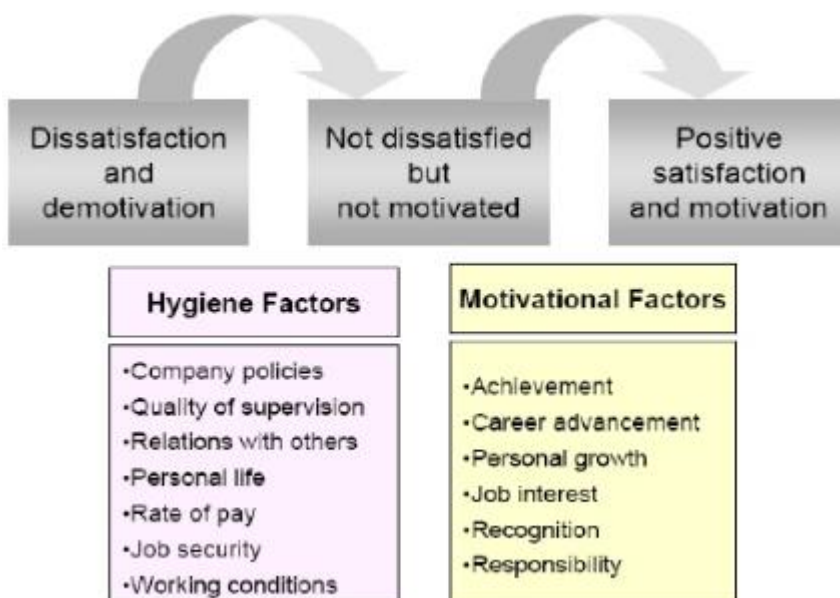 Dissatisfaction
and
demotivation
Not dissatisfied
but
not motivated
Positive
satisfaction
and motivation
Hygiene Factors
•Company policies
•Quality of supervision
•Relations with others
•Personal life
•Rate of pay
•Job security
•Working conditions
Motivational Factors
•Achievement
•Career advancement
•Personal growth
•Job interest
•Recognition
•Responsibility